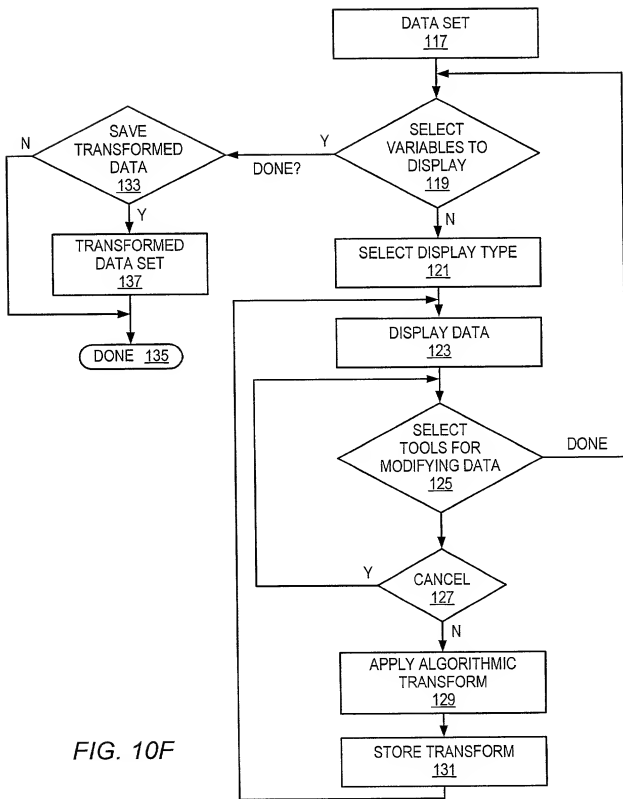 DATA SET
117
SAVE
TRANSFORMED
DATA
133
N
Y
DONE?
Y
SELECT
VARIABLES TO
DISPLAY
119
N
TRANSFORMED
DATA SET
137
SELECT DISPLAY TYPE
121
DONE 135
DISPLAY DATA
123
SELECT
TOOLS FOR
MODIFYING DATA
125
DONE
Y
CANCEL
127
N
APPLY ALGORITHMIC
TRANSFORM
129
STORE TRANSFORM
131
FIG. 10F